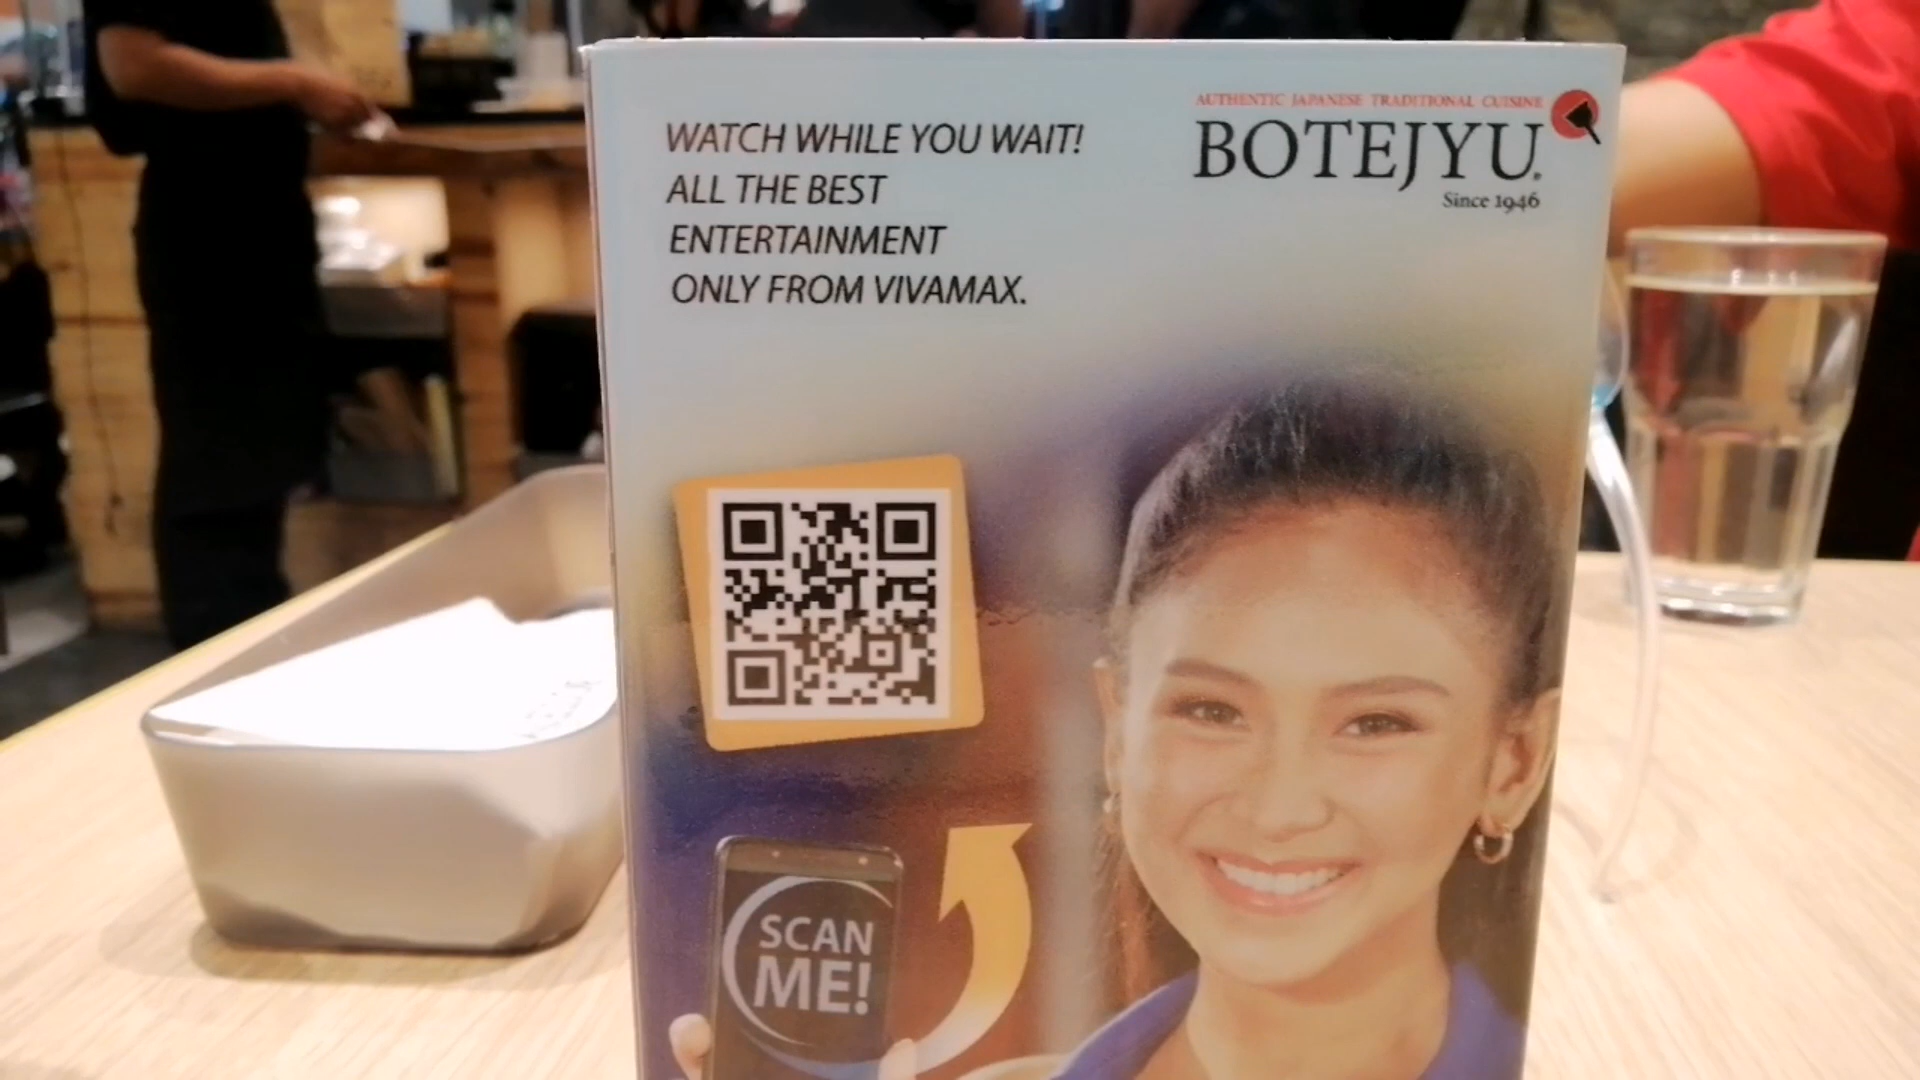 WATCH WHILE YOU WAIT!
ALL THE BEST
ENTERTAINMENT
ONLY FROM VIVAMAX.
AUTHENTIC JAPANESE TRADITIONAL CUISINE
BOTEJYU.
Since 1946
SCAN
ME!